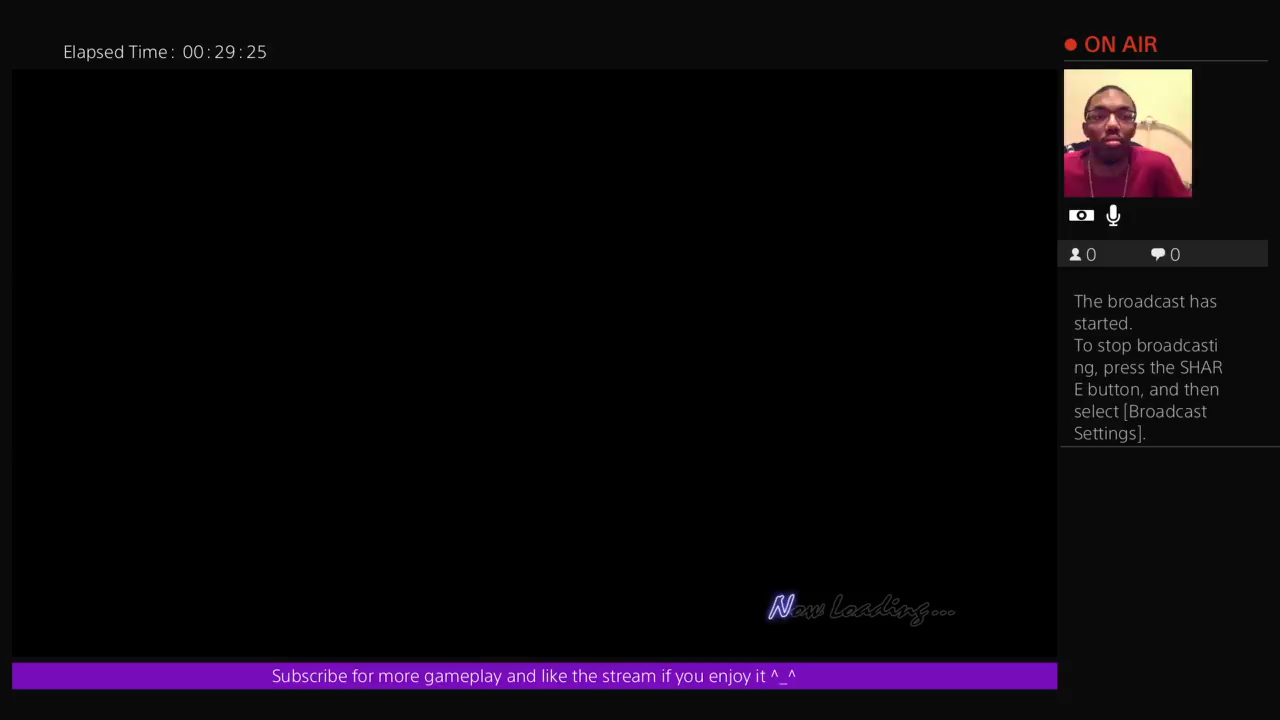 Elapsed Time: 00:29:25
ON AIR
0 0
The broadcast has
started.
To stop broadcasti
ng, press the SHAR
E button, and then
select [Broadcast
Settings].
Now Loading...
Subscribe for more gameplay and like the stream if you enjoy it ^_^